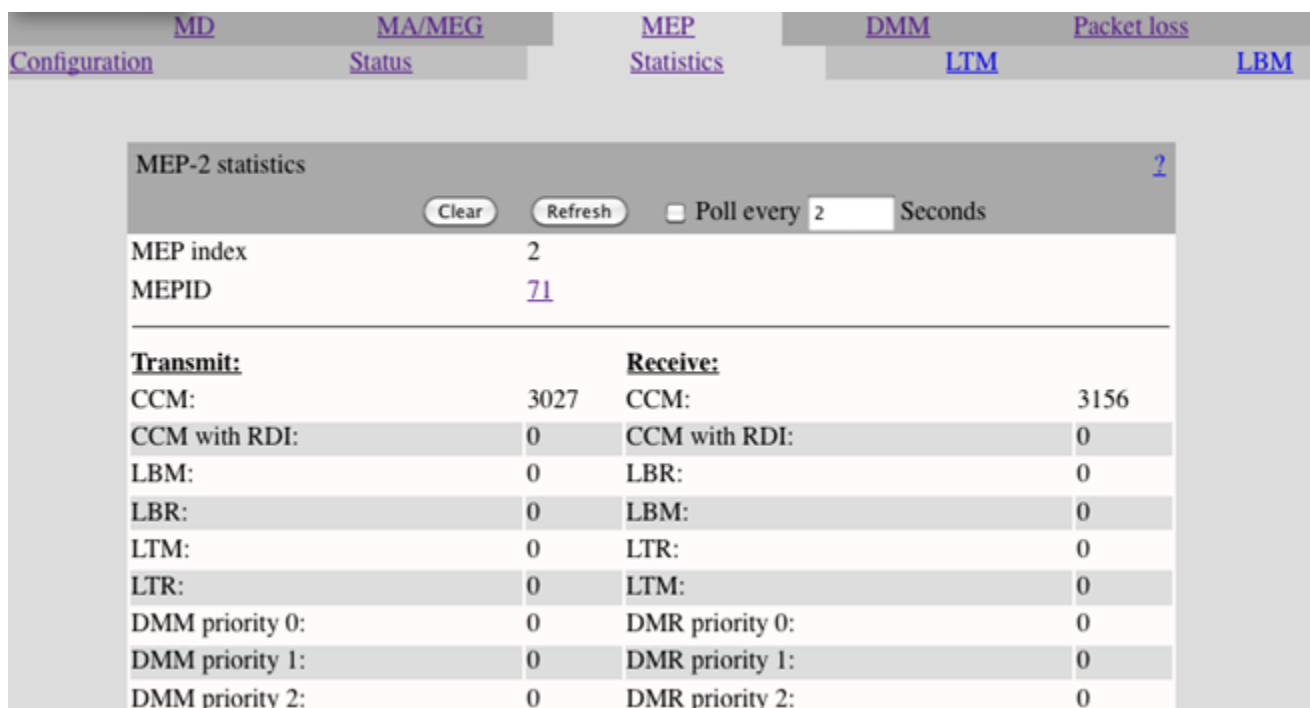 MD MA/MEG MEP DMM Packet loss
Configuration Status Statistics LTM LBM
MEP-2 statistics ?
Clear Refresh Poll every 2 Seconds
MEP index 2
MEPID 71
Transmit: Receive:
CCM: 3027 CCM: 3156
CCM with RDI: 0 CCM with RDI: 0
LBM: 0 LBR: 0
LBR: 0 LBM: 0
LTM: 0 LTR: 0
LTR: 0 LTM: 0
DMM priority 0: 0 DMR priority 0: 0
DMM priority 1: 0 DMR priority 1: 0
DMM priority 2: 0 DMR priority 2: 0